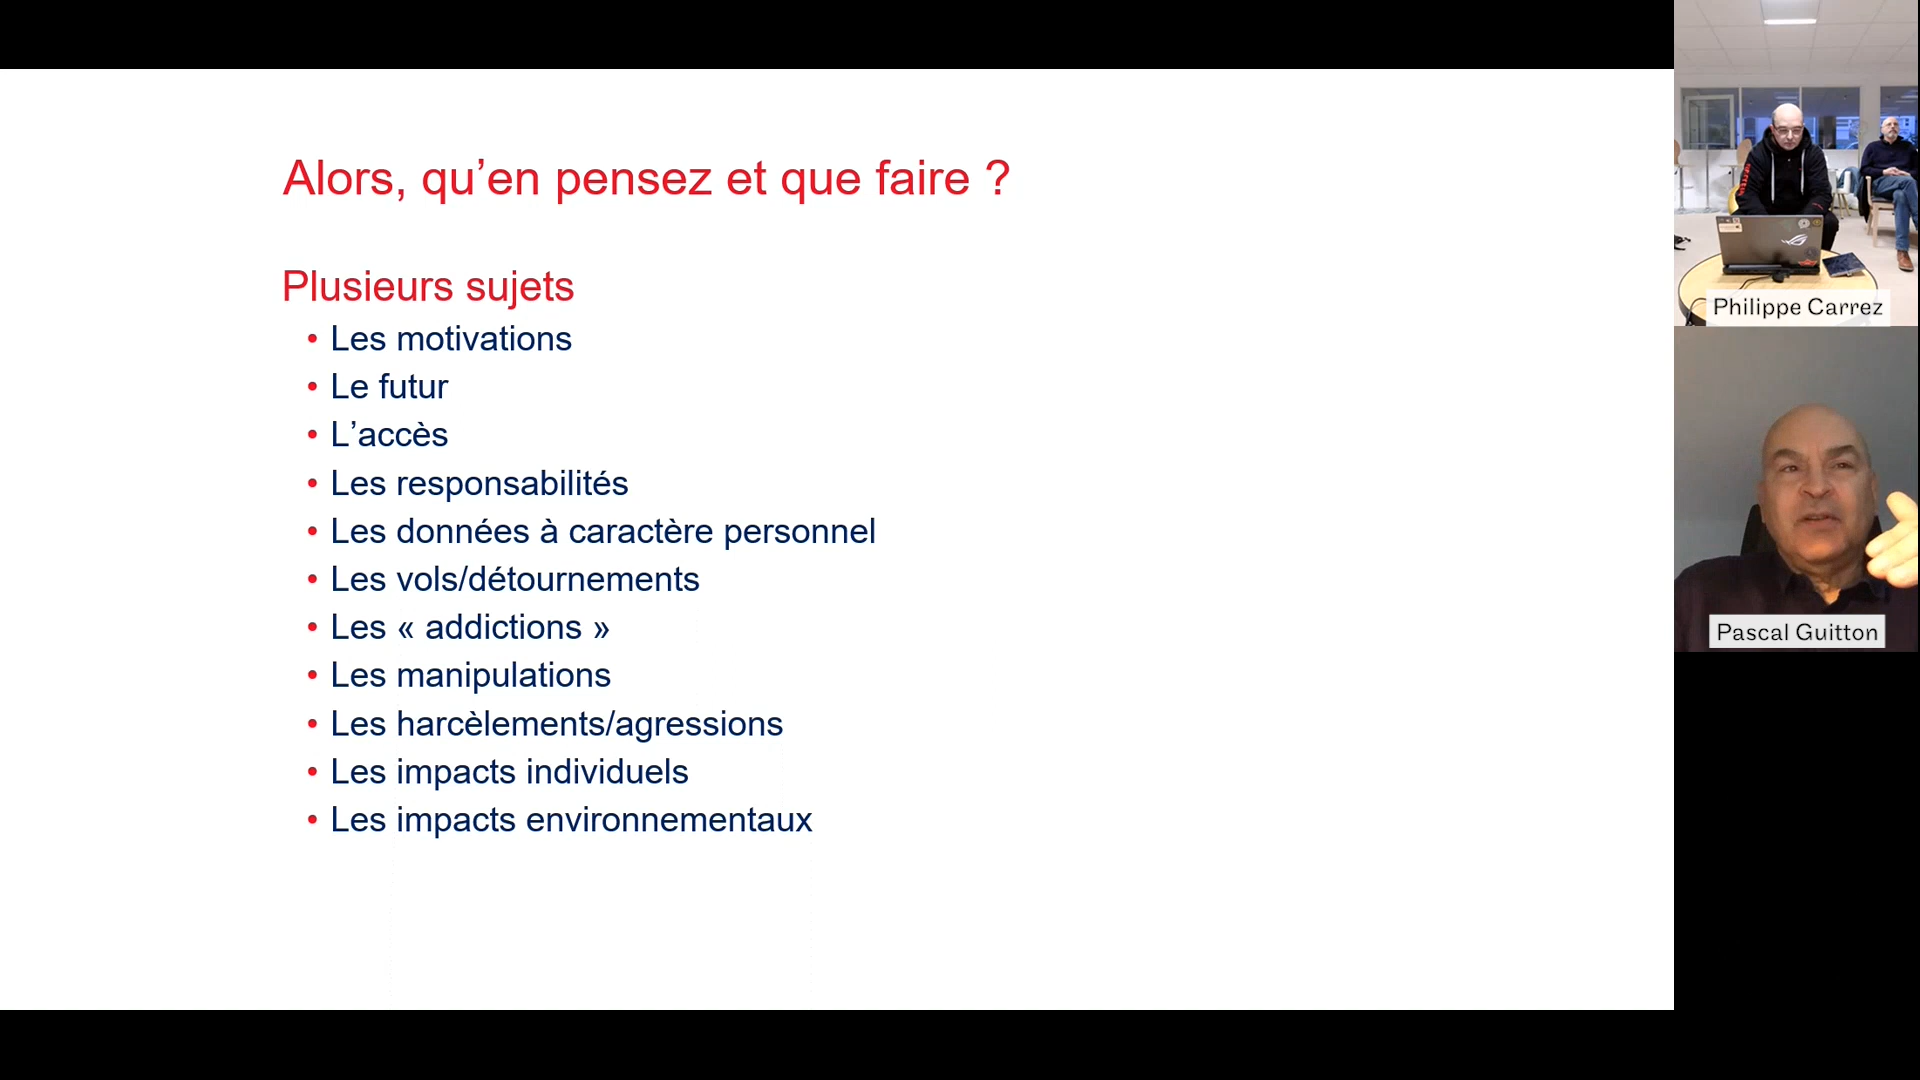 Alors, qu’en pensez et que faire ?
Plusieurs sujets
• Les motivations
• Le futur
• L’accès
• Les responsabilités
• Les données à caractère personnel
• Les vols/détournements
• Les « addictions »
• Les manipulations
• Les harcèlements/agressions
• Les impacts individuels
• Les impacts environnementaux
Philippe Carrez
Pascal Guitton